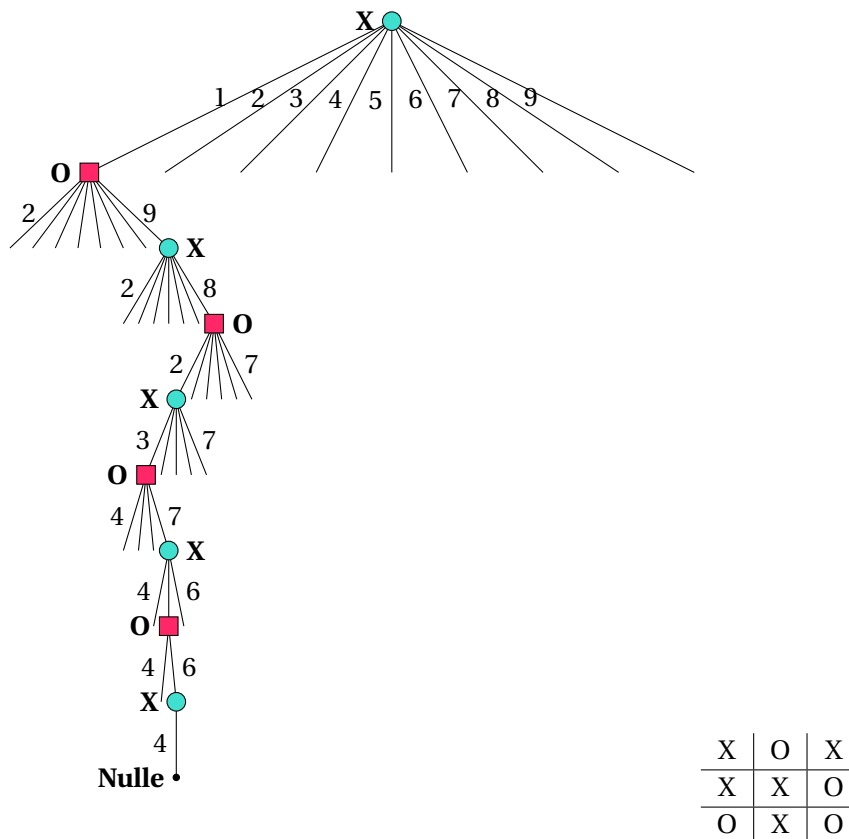 X
1 2 3 4 5 6 7 8 9
O
2 9
X
2 8
O
2 7
X
3 7
O
4 7
X
4 6
O
4 6
X
4
Nulle
X O X
X X O
O X O